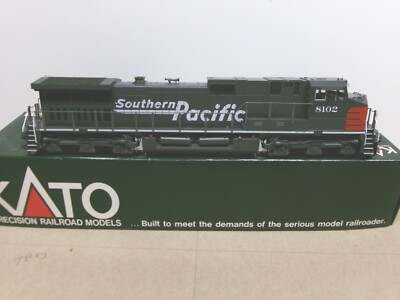 Southern Pacific
8102
KATO
PRECISION RAILROAD MODELS
... Built to meet the demands of the serious model railroader.